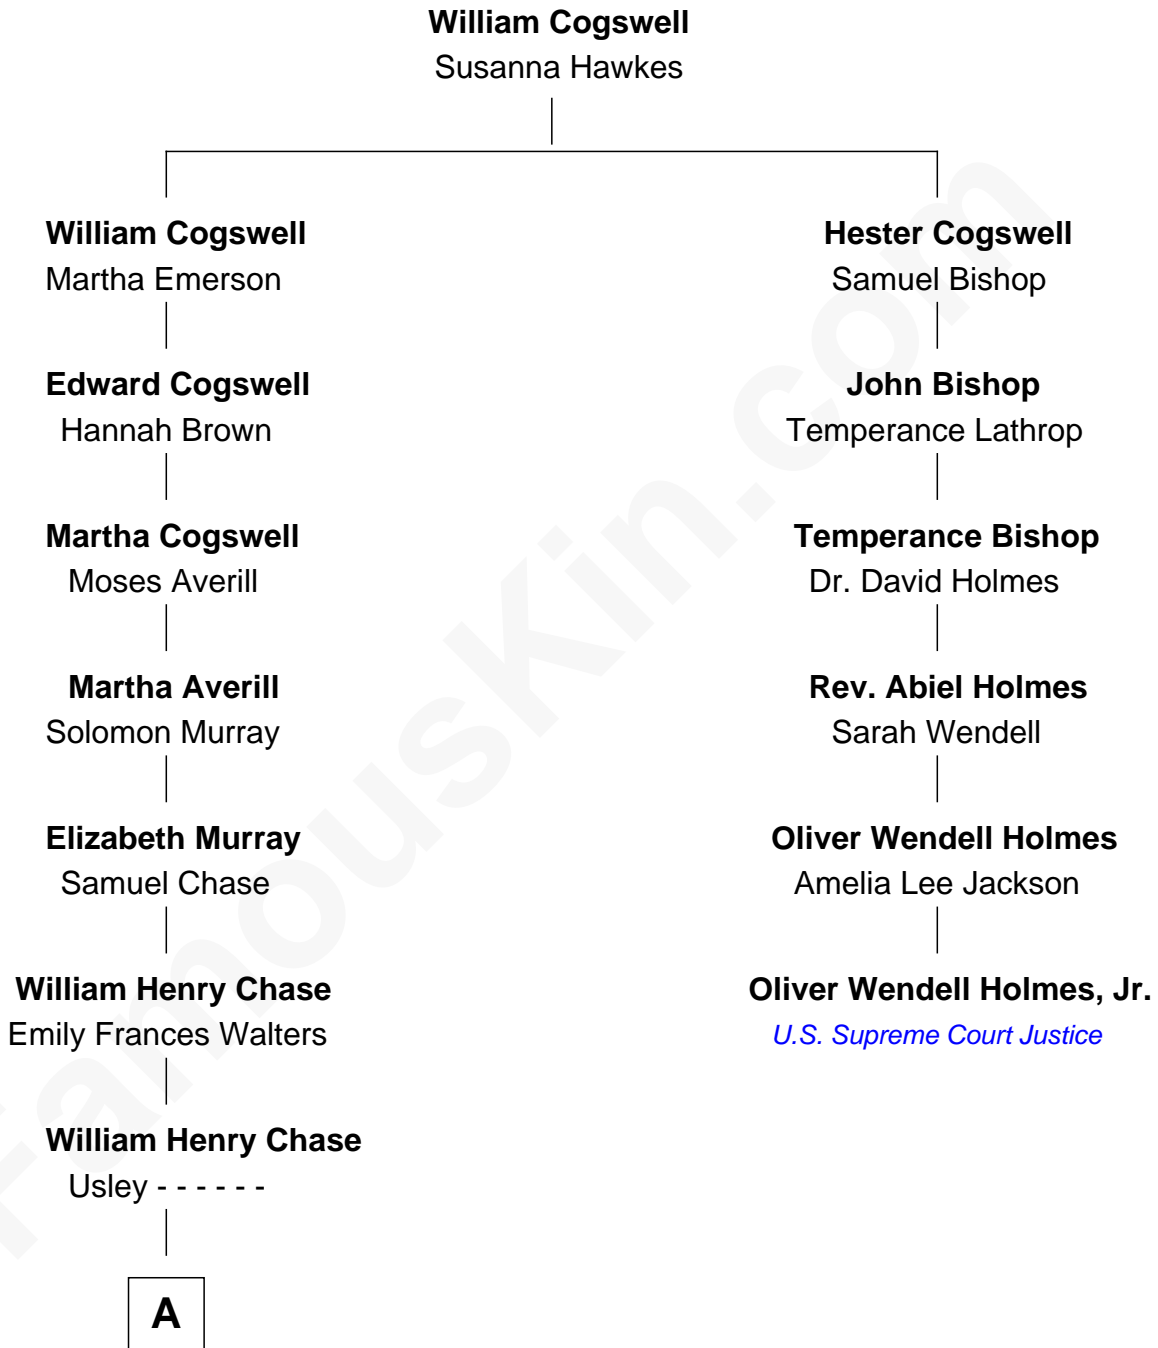 William Cogswell
Susanna Hawkes
William Cogswell
Martha Emerson
Hester Cogswell
Samuel Bishop
Edward Cogswell
Hannah Brown
John Bishop
Temperance Lathrop
Martha Cogswell
Moses Averill
Temperance Bishop
Dr. David Holmes
Martha Averill
Solomon Murray
Rev. Abiel Holmes
Sarah Wendell
Elizabeth Murray
Samuel Chase
Oliver Wendell Holmes
Amelia Lee Jackson
William Henry Chase
Emily Frances Walters
Oliver Wendell Holmes, Jr.
U.S. Supreme Court Justice
William Henry Chase
Usley - - - - - -
A
FamousKin.com